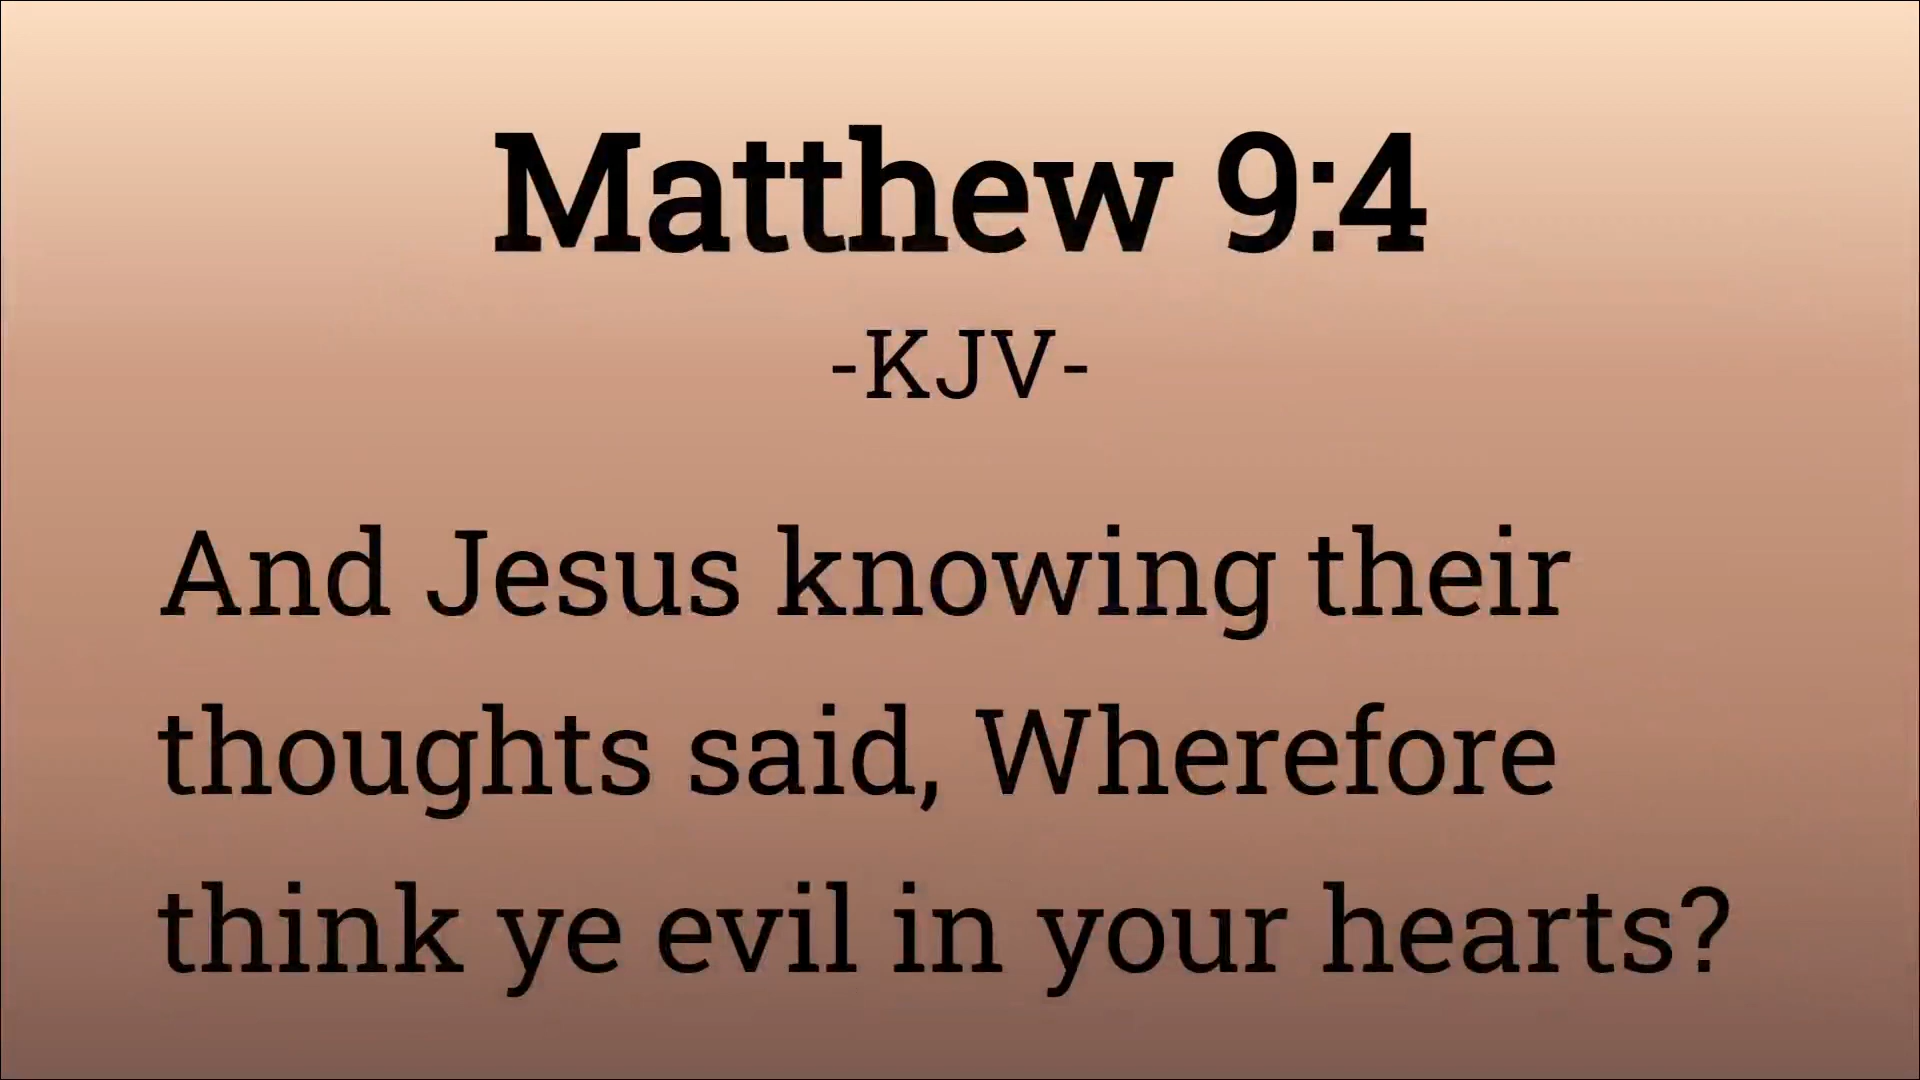 Matthew 9:4
-KJV-
And Jesus knowing their
thoughts said, Wherefore
think ye evil in your hearts?